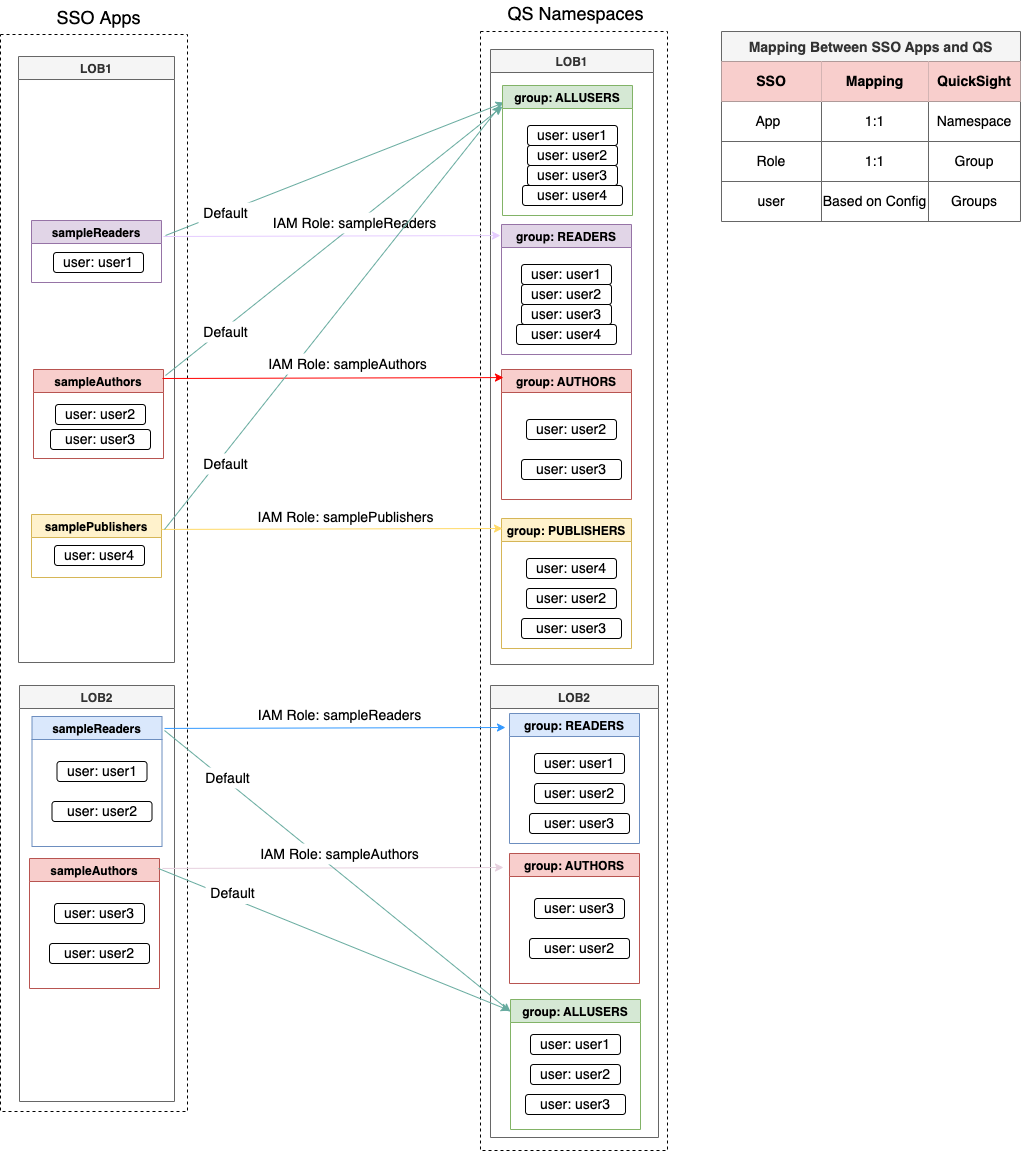 SSO Apps
LOB1
sampleReaders
user: user1
sampleAuthors
user: user2
user: user3
samplePublishers
user: user4
LOB2
sampleReaders
user: user1
user: user2
sampleAuthors
user: user3
user: user2
Default
IAM Role: sampleReaders
Default
IAM Role: sampleAuthors
Default
IAM Role: samplePublishers
IAM Role: sampleReaders
Default
IAM Role: sampleAuthors
Default
QS Namespaces
LOB1
group: ALLUSERS
user: user1
user: user2
user: user3
user: user4
group: READERS
user: user1
user: user2
user: user3
user: user4
group: AUTHORS
user: user2
user: user3
group: PUBLISHERS
user: user4
user: user2
user: user3
LOB2
group: READERS
user: user1
user: user2
user: user3
group: AUTHORS
user: user3
user: user2
group: ALLUSERS
user: user1
user: user2
user: user3
Mapping Between SSO Apps and QS
SSO Mapping QuickSight
App 1:1 Namespace
Role 1:1 Group
user Based on Config Groups